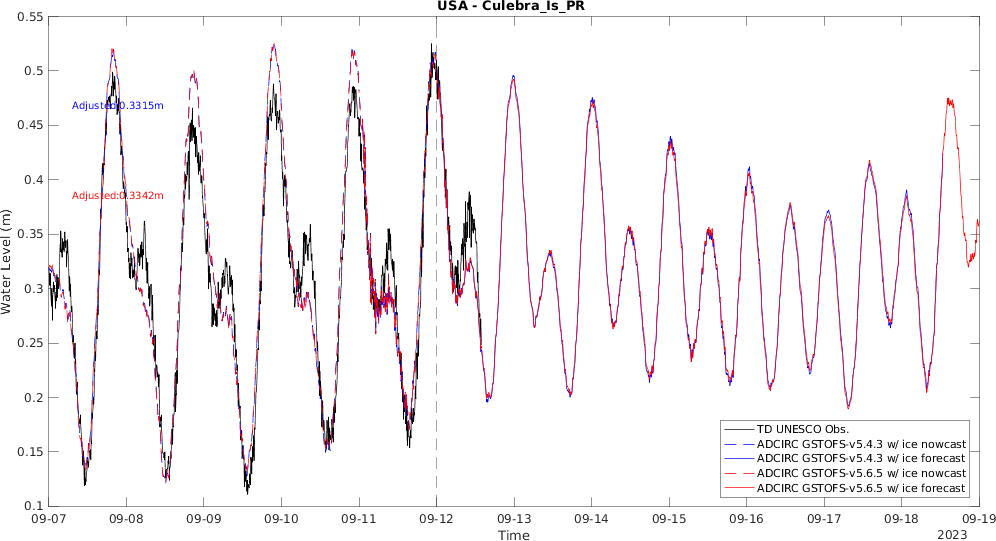 USA - Culebra_Is_PR
0.55
0.5
0.45
0.4
0.35
0.3
0.25
0.2
0.15
0.1
Water Level (m)
Adjusted:0.3315m
Adjusted:0.3342m
TD UNESCO Obs.
ADCIRC GSTOFS-v5.4.3 w/ ice nowcast
ADCIRC GSTOFS-v5.4.3 w/ ice forecast
ADCIRC GSTOFS-v5.6.5 w/ ice nowcast
ADCIRC GSTOFS-v5.6.5 w/ ice forecast
09-07 09-08 09-09 09-10 09-11 09-12 09-13 09-14 09-15 09-16 09-17 09-18 09-19
Time
2023